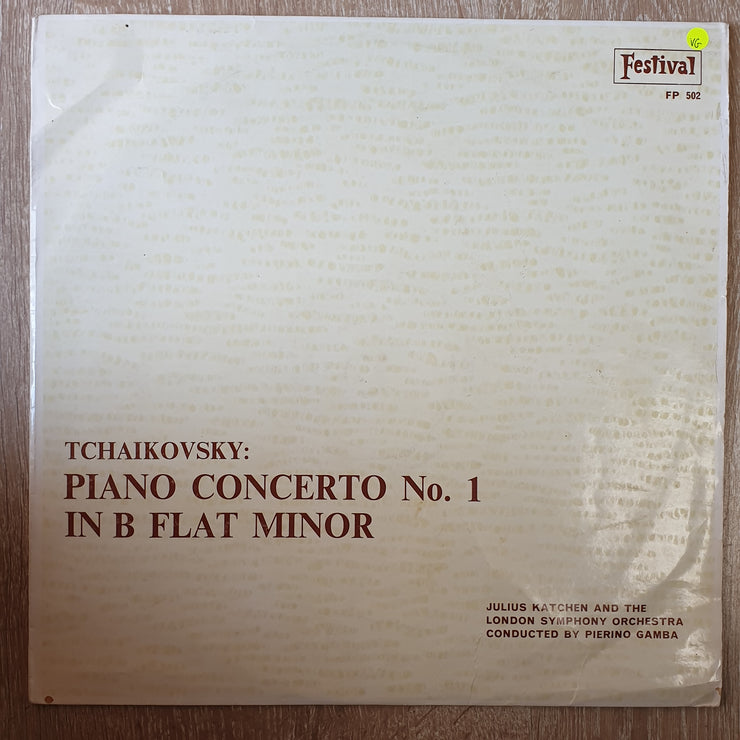 VG
Festival
FP 502
TCHAIKOVSKY:
PIANO CONCERTO No. 1
IN B FLAT MINOR
JULIUS KATCHEN AND THE
LONDON SYMPHONY ORCHESTRA
CONDUCTED BY PIERINO GAMBA